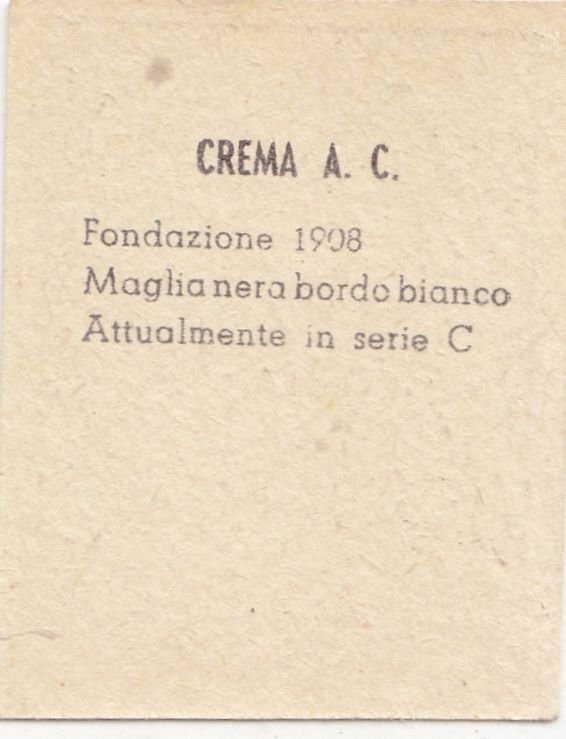 CREMA A. C.
Fondazione 1908
Maglia nera bordo bianco
Attualmente in serie C